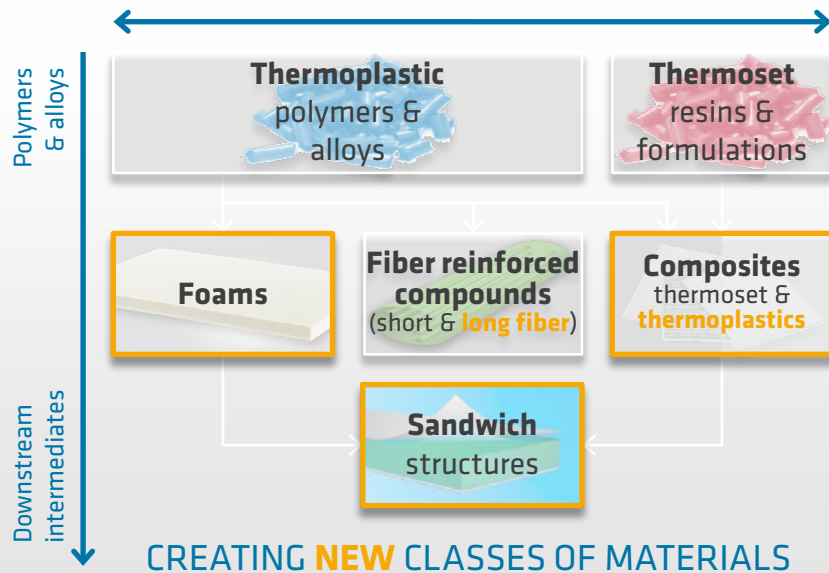 Polymers
& alloys
Thermoplastic
polymers &
alloys
Thermoset
resins &
formulations
Foams
Fiber reinforced
compounds
(short & long fiber)
Composites
thermoset &
thermoplastics
Downstream
intermediates
Sandwich
structures
CREATING NEW CLASSES OF MATERIALS